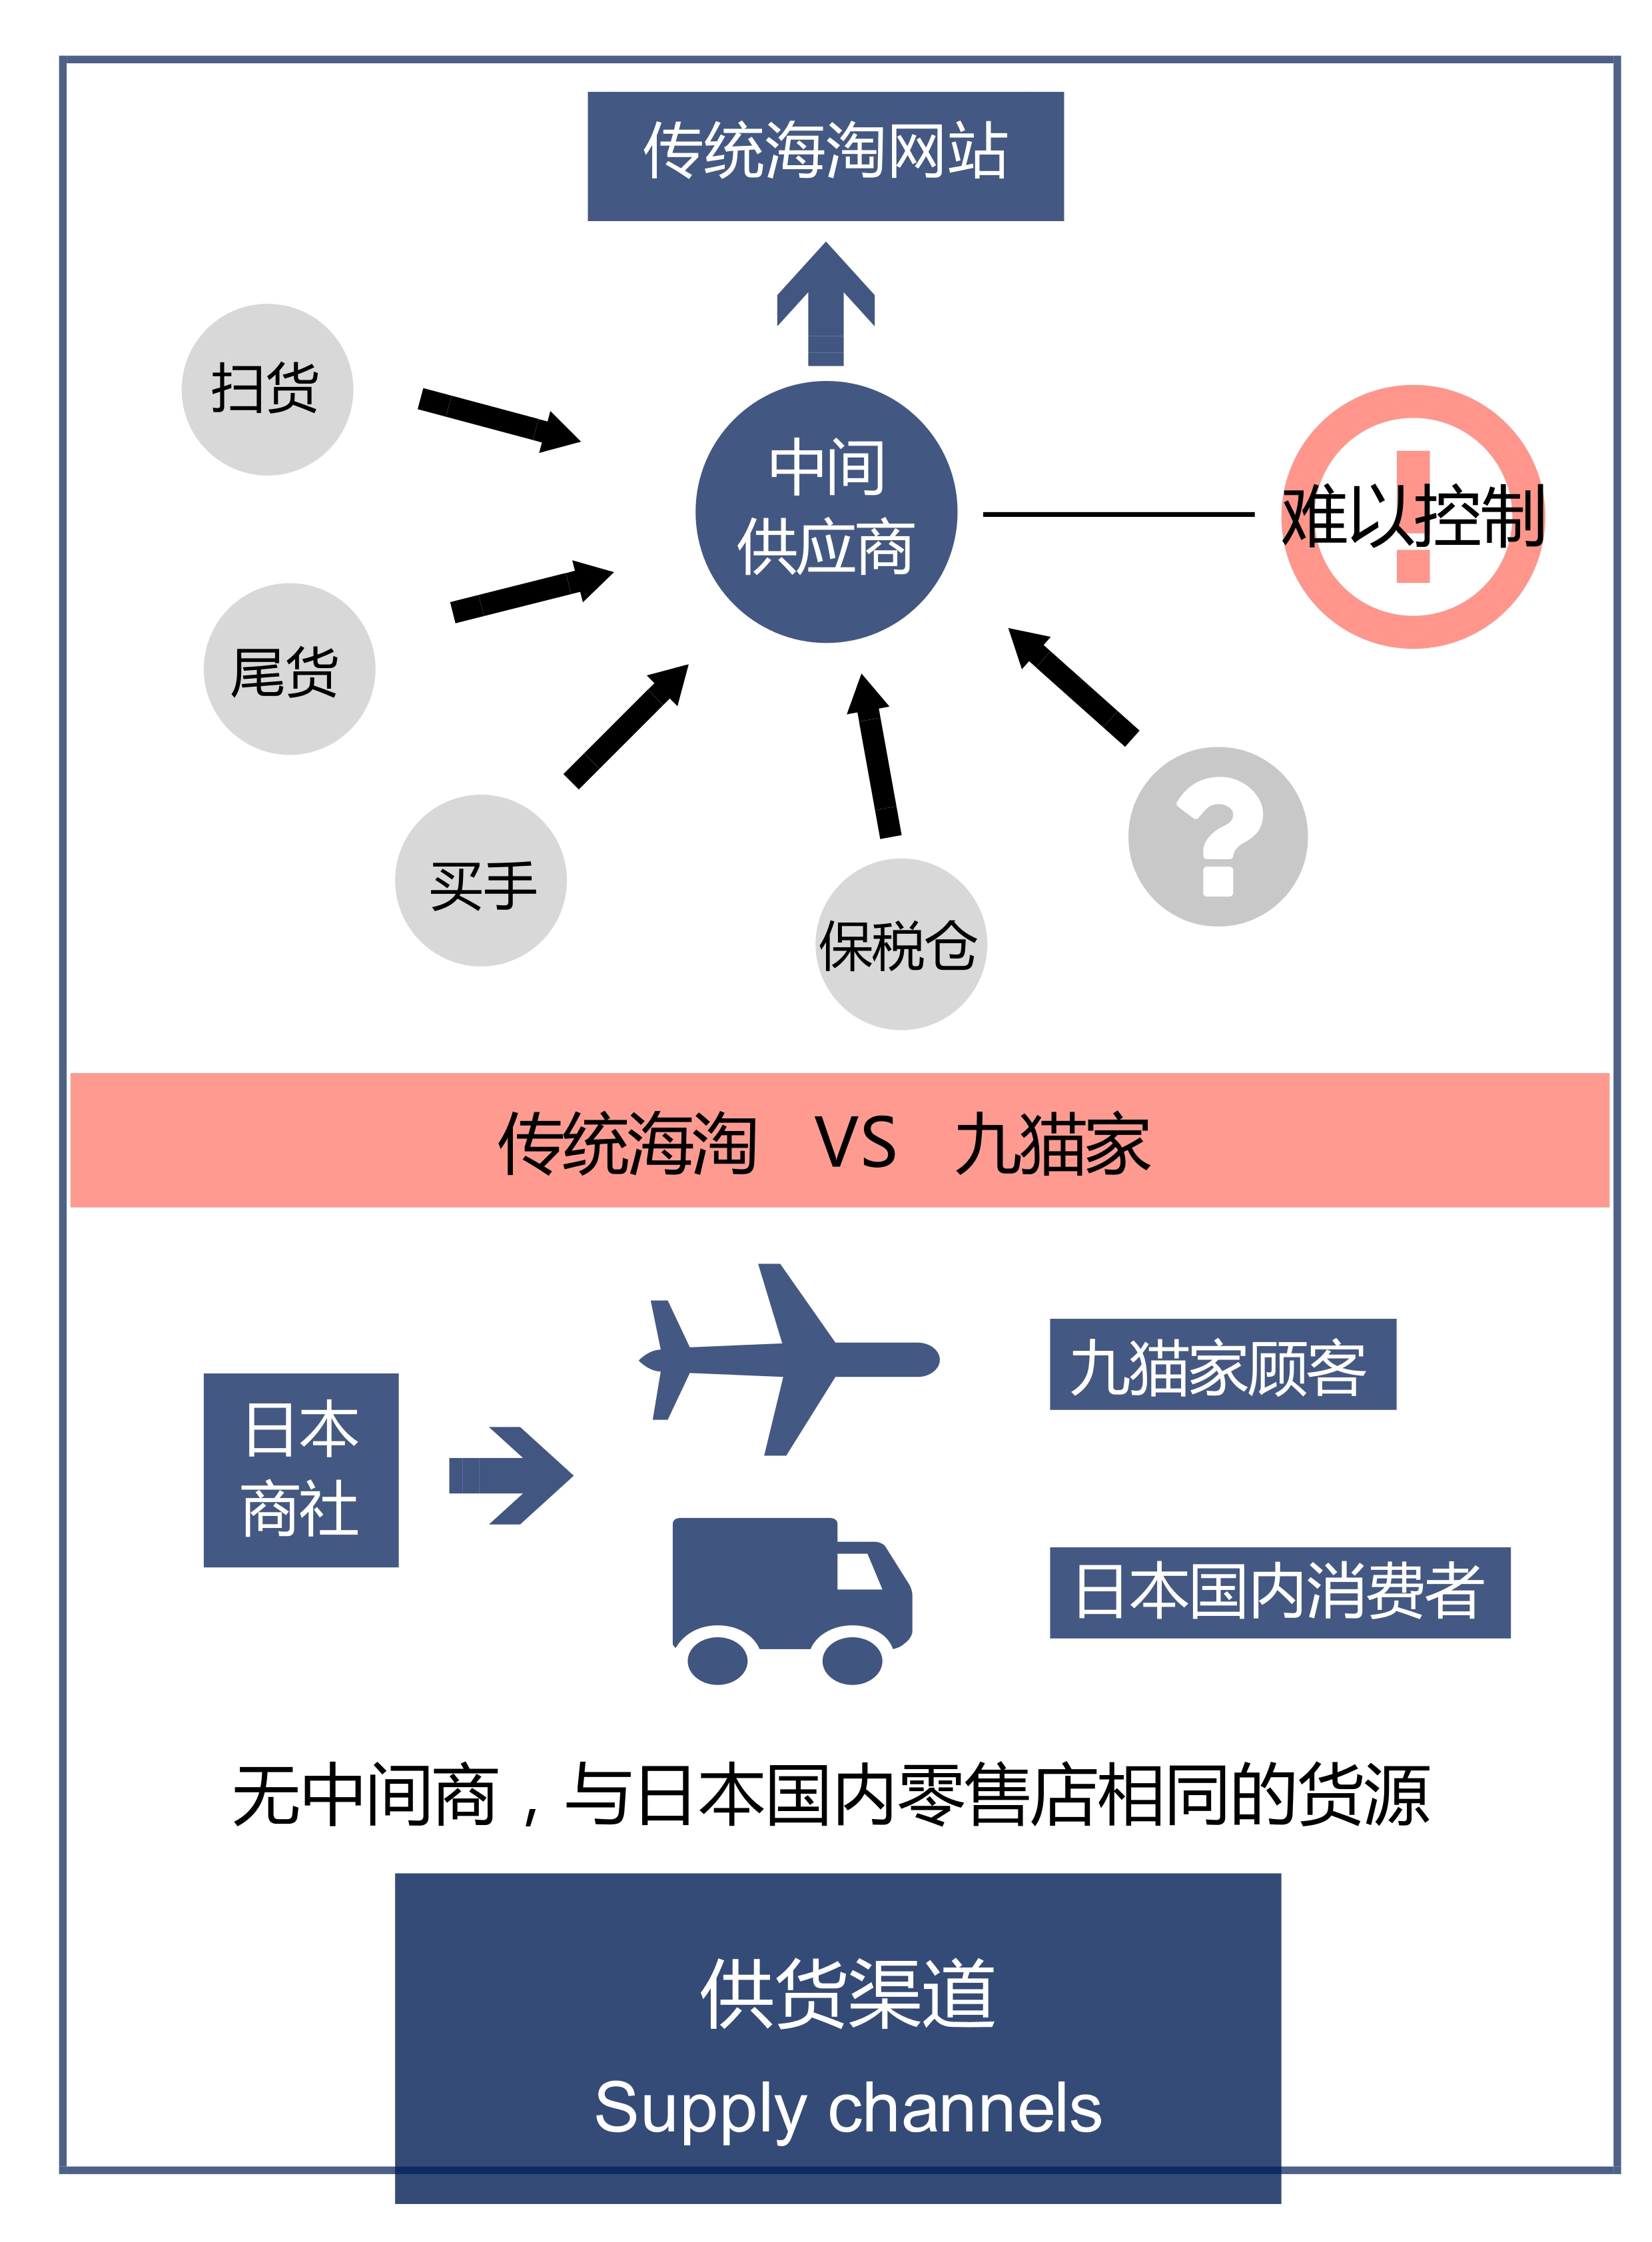 传统海淘网站
扫货
中间
供应商
难以控制
尾货
买手
保税仓
?
传统海淘 VS 九猫家
九猫家顾客
日本
商社
日本国内消费者
无中间商，与日本国内零售店相同的货源
供货渠道
Supply channels